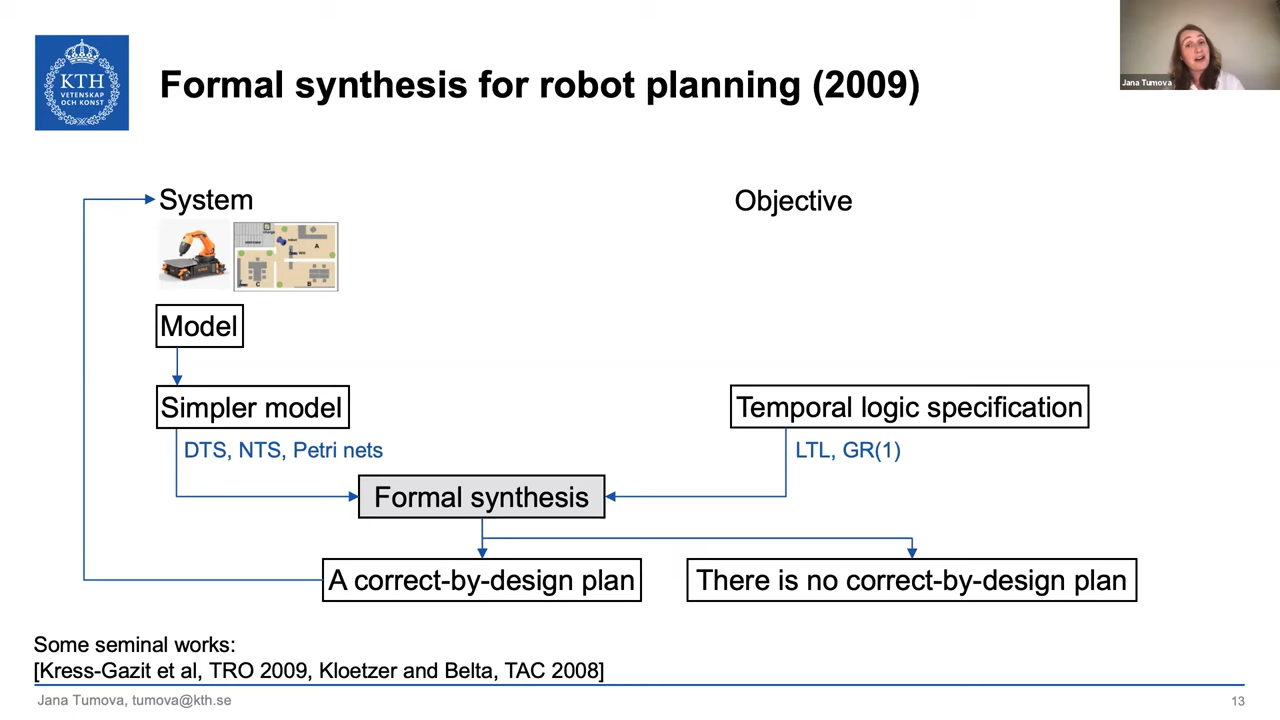 KTH
VETENSKAP
OCH KONST
Formal synthesis for robot planning (2009)
Jana Tumova
System
Objective
A
B
C
Model
Simpler model
Temporal logic specification
DTS, NTS, Petri nets
LTL, GR(1)
Formal synthesis
A correct-by-design plan
There is no correct-by-design plan
Some seminal works:
[Kress-Gazit et al, TRO 2009, Kloetzer and Belta, TAC 2008]
Jana Tumova, tumova@kth.se
13